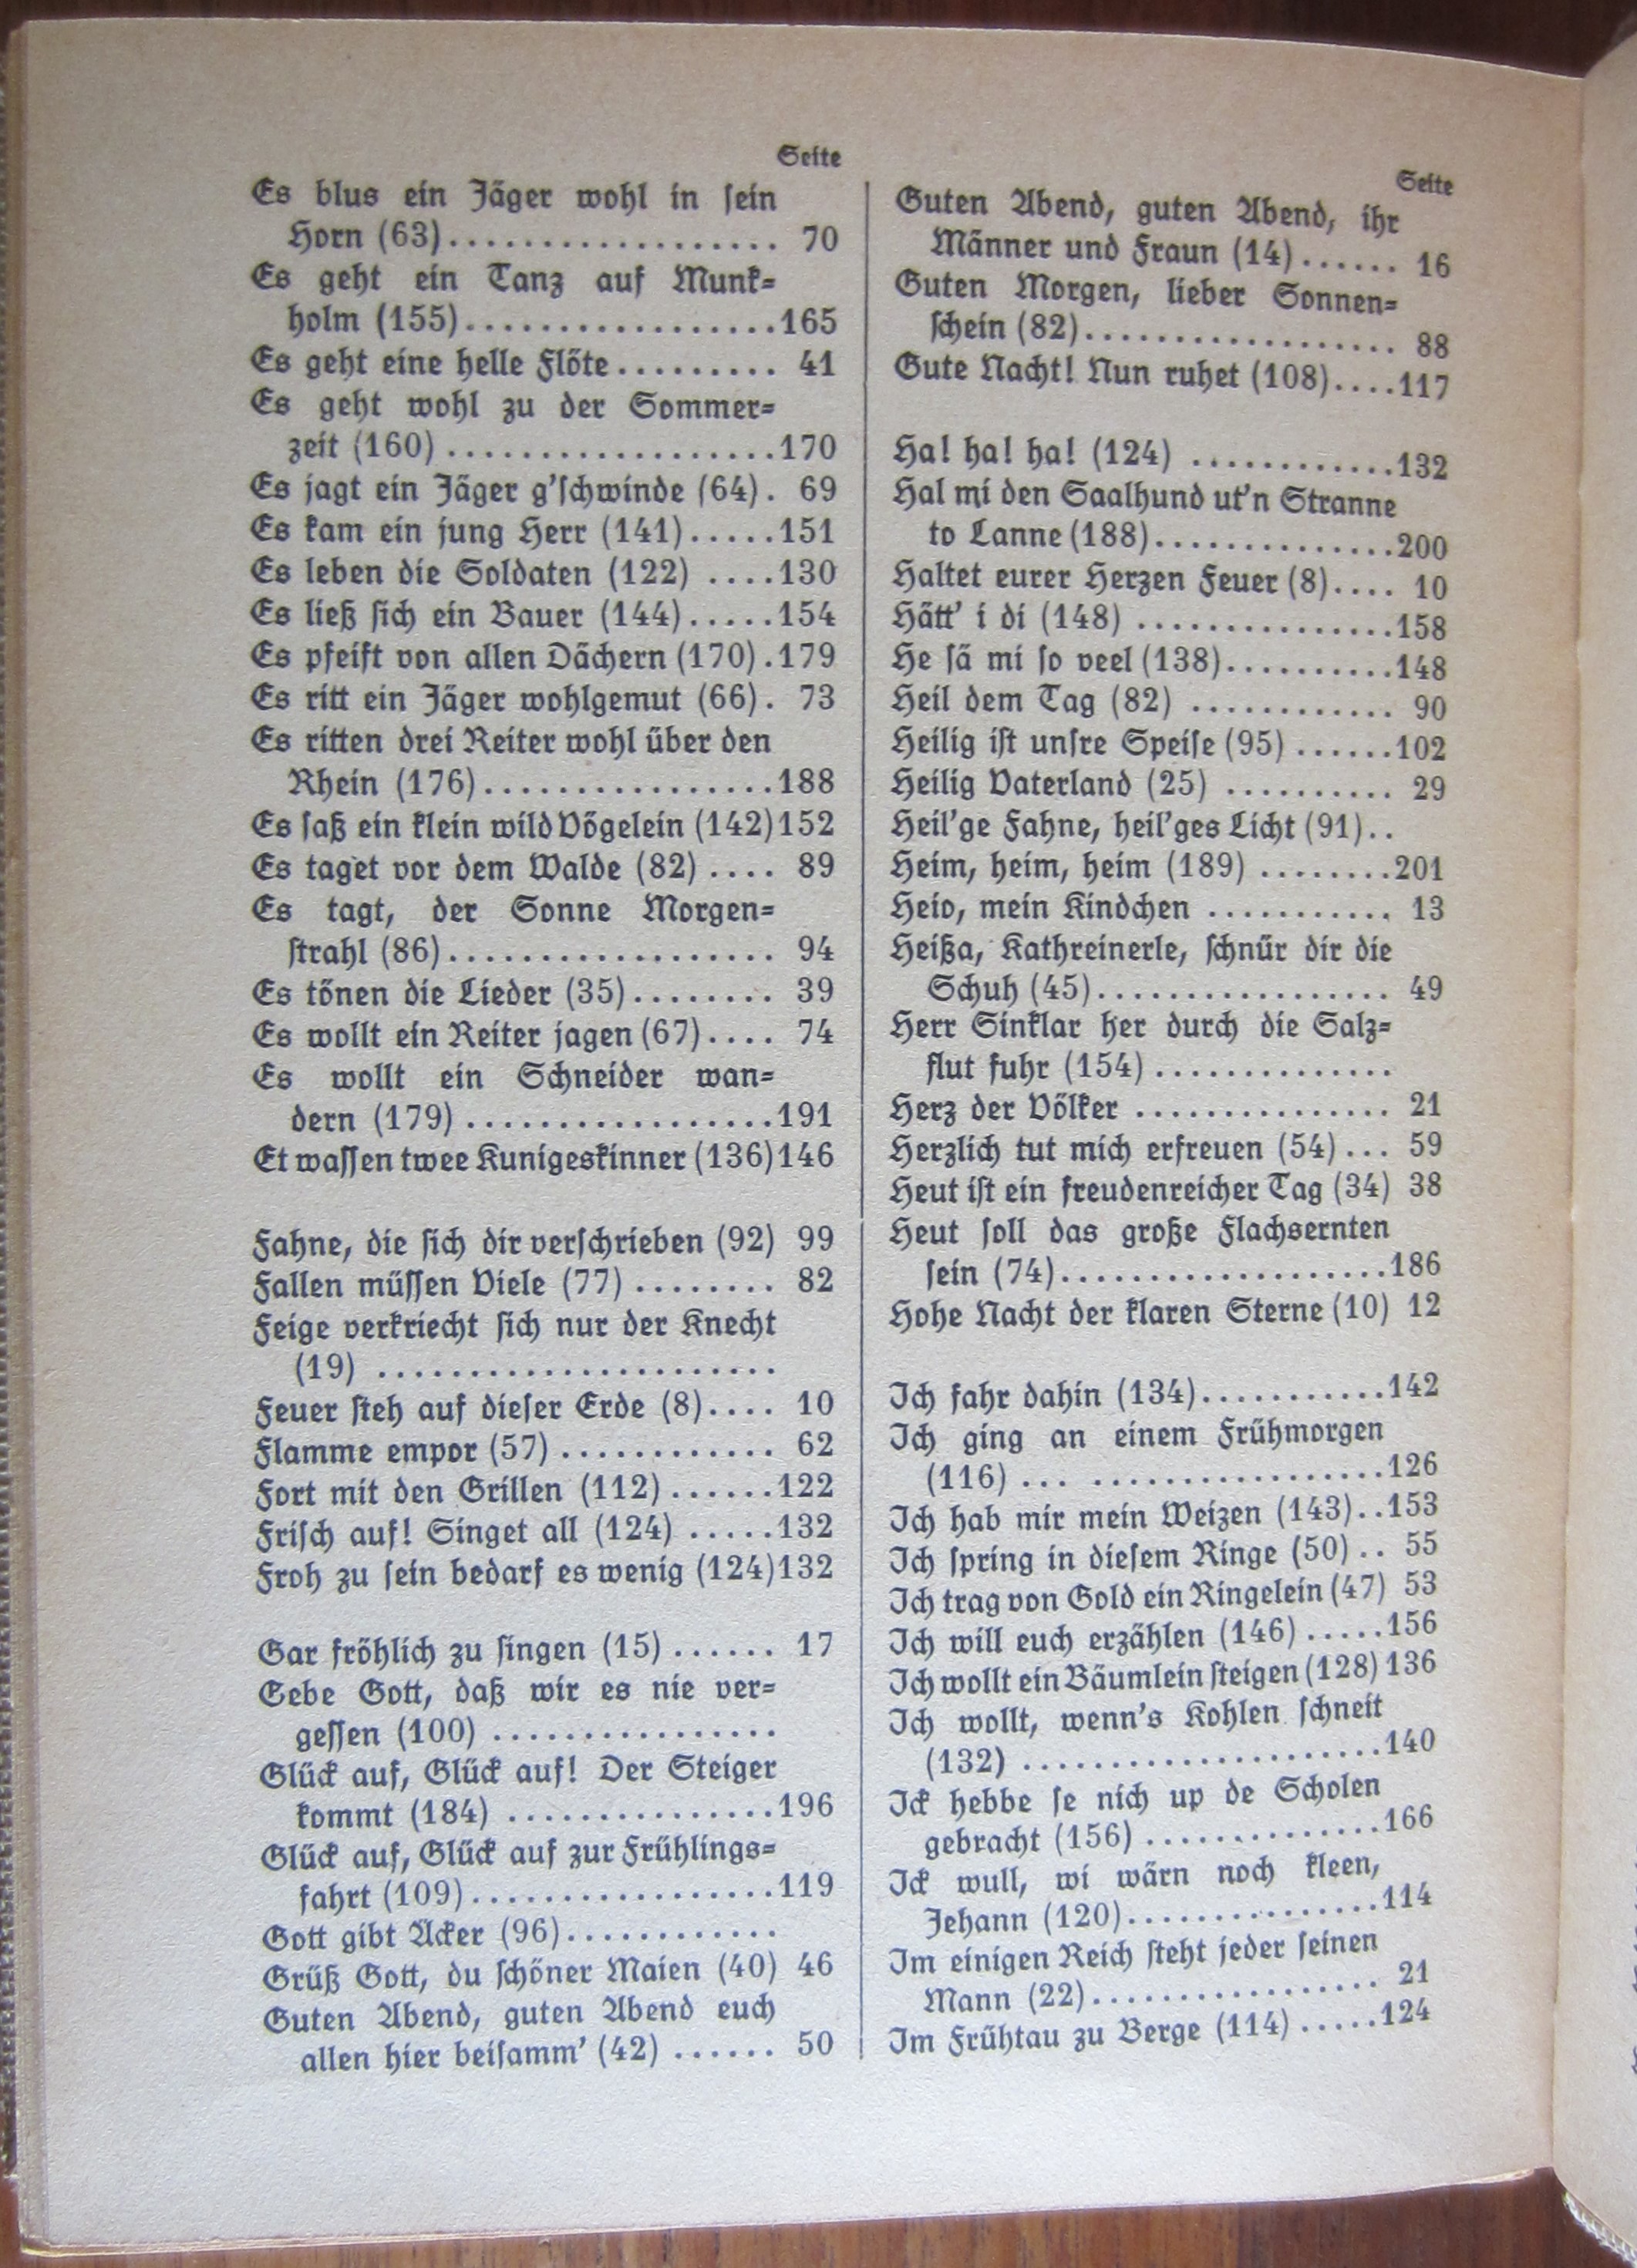 Seite
Es blus ein Jäger wohl in sein
Horn (63).................. 70
Es geht ein Tanz auf Munk=
holm (155).................165
Es geht eine helle Flöte......... 41
Es geht wohl zu der Sommer=
zeit (160) ..................170
Es jagt ein Jäger g'schwinde (64). 69
Es kam ein jung Herr (141).....151
Es leben die Soldaten (122) ....130
Es ließ sich ein Bauer (144).....154
Es pfeift von allen Dächern (170).179
Es ritt ein Jäger wohlgemut (66). 73
Es ritten drei Reiter wohl über den
Rhein (176)................188
Es saß ein klein wild Vögelein (142)152
Es taget vor dem Walde (82) .... 89
Es tagt, der Sonne Morgen=
strahl (86).................. 94
Es tönen die Lieder (35)........ 39
Es wollt ein Reiter jagen (67).... 74
Es wollt ein Schneider wan=
dern (179) .................191
Et wassen twee Kunigeskinner (136)146
Fahne, die sich dir verschrieben (92) 99
Fallen müssen Viele (77) ........ 82
Feige verkriecht sich nur der Knecht
(19) ......................
Feuer steh auf dieser Erde (8).... 10
Flamme empor (57) ............ 62
Fort mit den Grillen (112) ......122
Frisch auf! Singet all (124) .....132
Froh zu sein bedarf es wenig (124)132
Gar fröhlich zu singen (15) ...... 17
Gebe Gott, daß wir es nie ver=
gessen (100) ................
Glück auf, Glück auf! Der Steiger
kommt (184) ...............196
Glück auf, Glück auf zur Frühlings=
fahrt (109).................119
Gott gibt Äcker (96)............
Grüß Gott, du schöner Maien (40) 46
Guten Abend, guten Abend euch
allen hier beisamm' (42) ...... 50
Seite
Guten Abend, guten Abend, ihr
Männer und Fraun (14)...... 16
Guten Morgen, lieber Sonnen=
schein (82).................. 88
Gute Nacht! Nun ruhet (108)....117
Ha! ha! ha! (124) ............132
Hal mi den Saalhund ut'n Stranne
to Lanne (188)..............200
Haltet eurer Herzen Feuer (8).... 10
Hätt' i di (148) ...............158
He sä mi so veel (138)..........148
Heil dem Tag (82) ............ 90
Heilig ist unsre Speise (95) ......102
Heilig Vaterland (25) .......... 29
Heil'ge Fahne, heil'ges Licht (91)..
Heim, heim, heim (189) ........201
Heio, mein Kindchen ........... 13
Heißa, Kathreinerle, schnür dir die
Schuh (45)................. 49
Herr Sinklar her durch die Salz=
flut fuhr (154) ..............
Herz der Völker ............... 21
Herzlich tut mich erfreuen (54)... 59
Heut ist ein freudenreicher Tag (34) 38
Heut soll das große Flachsernten
sein (74)...................186
Hohe Nacht der klaren Sterne (10) 12
Ich fahr dahin (134)...........142
Ich ging an einem Frühmorgen
(116) ... .................126
Ich hab mir mein Weizen (143)..153
Ich spring in diesem Ringe (50).. 55
Ich trag von Gold ein Ringelein (47) 53
Ich will euch erzählen (146) .....156
Ich wollt ein Bäumlein steigen (128) 136
Ich wollt, wenn's Kohlen schneit
(132) .....................140
Ick hebbe se nich up de Scholen
gebracht (156) ..............166
Ick wull, wi wärn noch kleen,
Jehann (120)...............114
Im einigen Reich steht jeder seinen
Mann (22)................. 21
Im Frühtau zu Berge (114) .....124